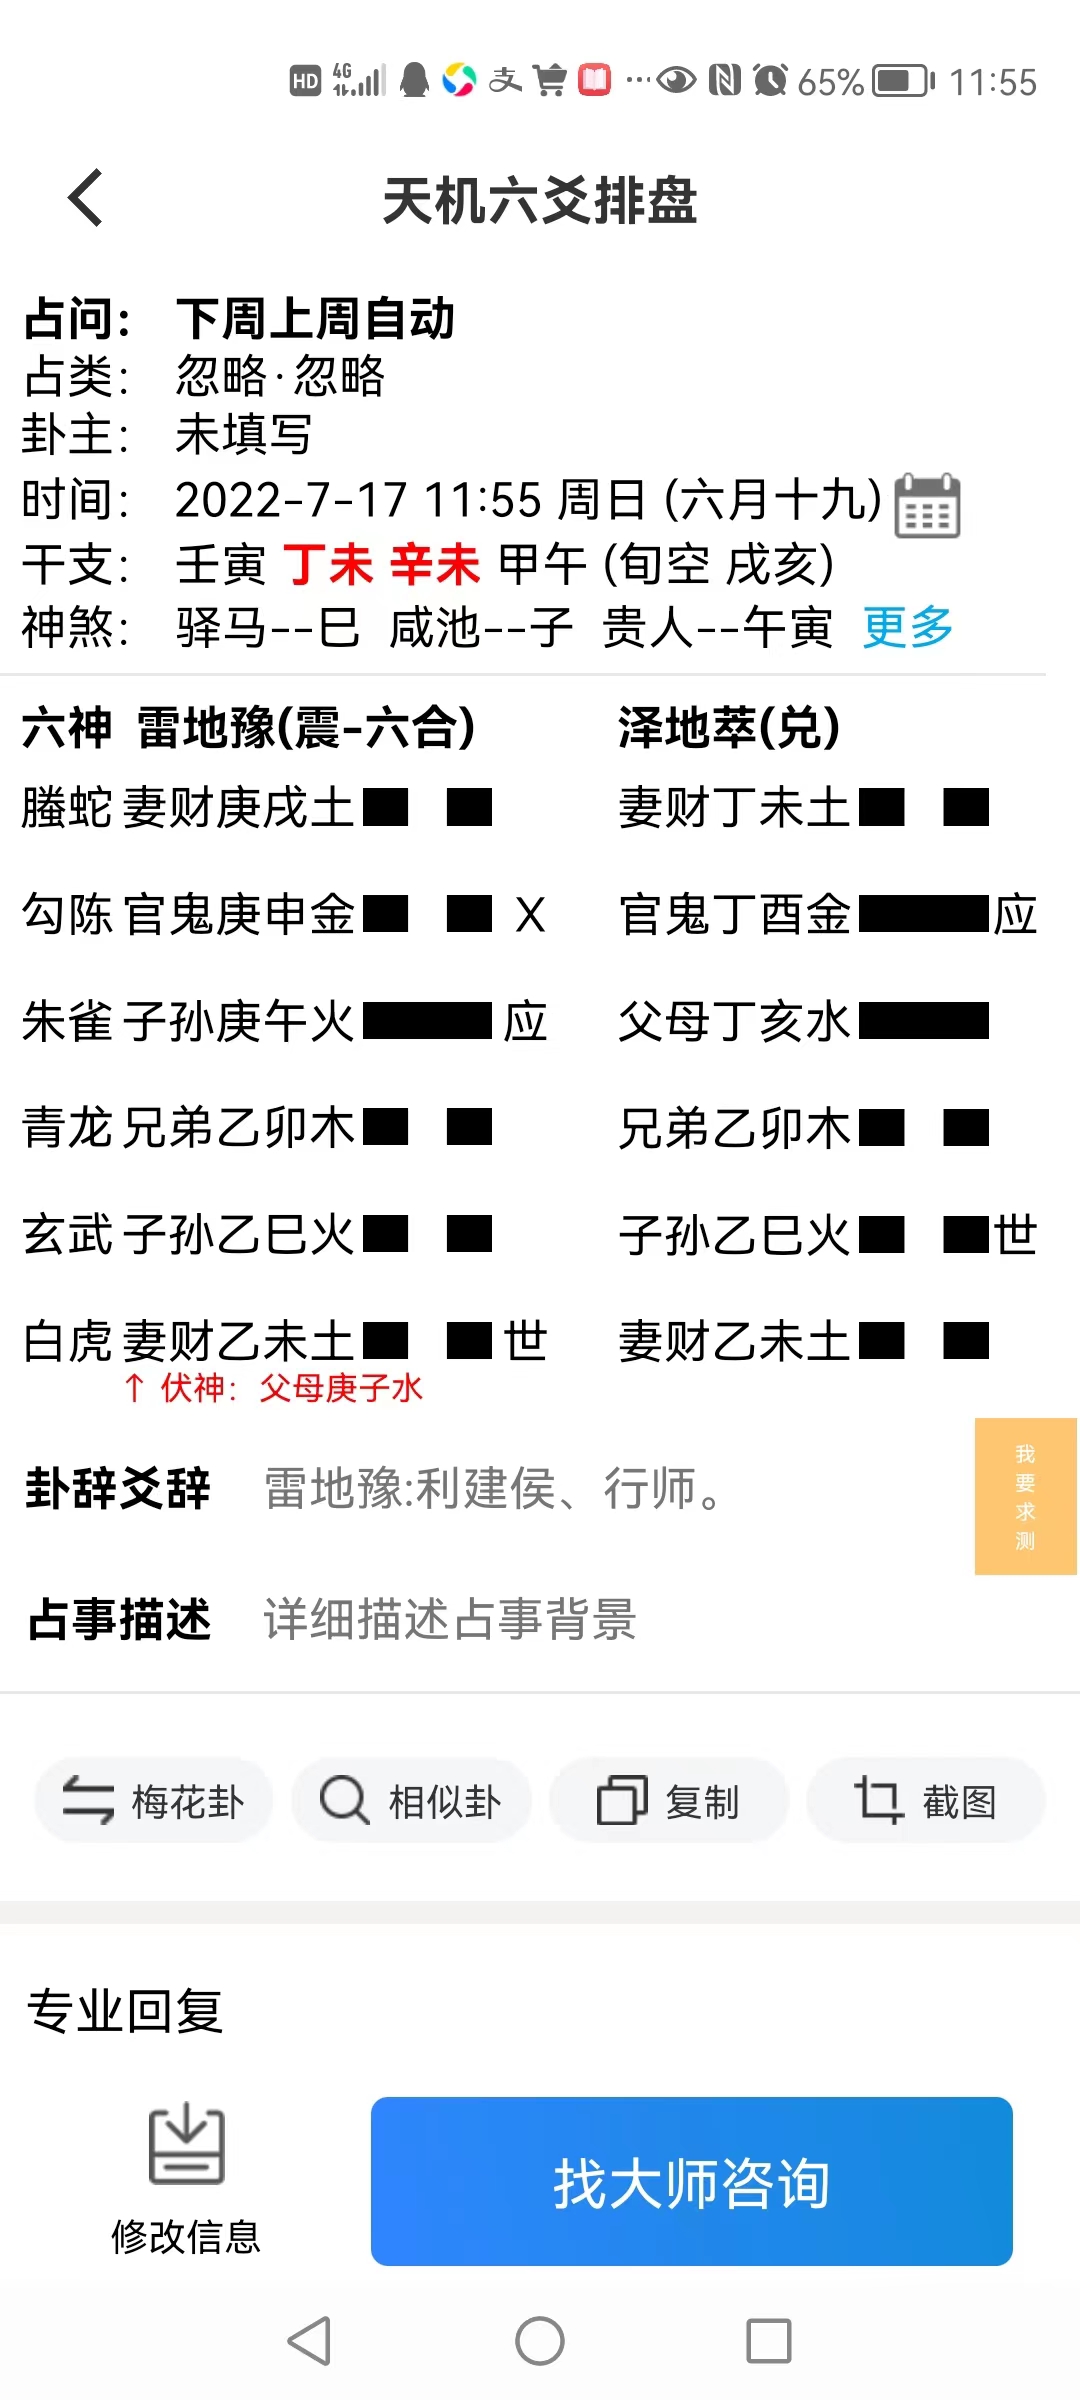 HD 4G 支 65% 11:55
天机六爻排盘
占问： 下周上周自动
占类： 忽略·忽略
卦主： 未填写
时间： 2022-7-17 11:55 周日 (六月十九)
干支： 壬寅 丁未 辛未 甲午 (旬空 戌亥)
神煞： 驿马--巳 咸池--子 贵人--午寅 更多
六神 雷地豫(震-六合) 泽地萃(兑)
螣蛇 妻财庚戌土 妻财丁未土
勾陈 官鬼庚申金 X 官鬼丁酉金 应
朱雀 子孙庚午火 应 父母丁亥水
青龙 兄弟乙卯木 兄弟乙卯木
玄武 子孙乙巳火 子孙乙巳火 世
白虎 妻财乙未土 世 妻财乙未土
↑ 伏神：父母庚子水
卦辞爻辞 雷地豫:利建侯、行师。
我要求测
占事描述 详细描述占事背景
梅花卦 相似卦 复制 截图
专业回复
修改信息 找大师咨询